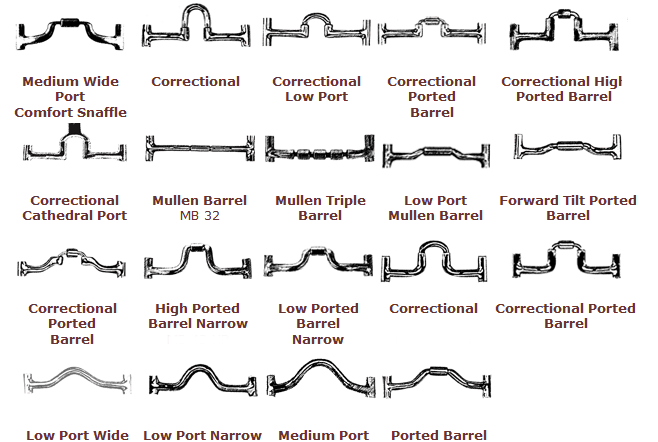 Medium Wide
Port
Comfort Snaffle
Correctional
Correctional
Low Port
Correctional
Ported
Barrel
Correctional High
Ported Barrel
Correctional
Cathedral Port
Mullen Barrel
MB 32
Mullen Triple
Barrel
Low Port
Mullen Barrel
Forward Tilt Ported
Barrel
Correctional
Ported
Barrel
High Ported
Barrel Narrow
Low Ported
Barrel
Narrow
Correctional
Correctional Ported
Barrel
Low Port Wide
Low Port Narrow
Medium Port
Ported Barrel